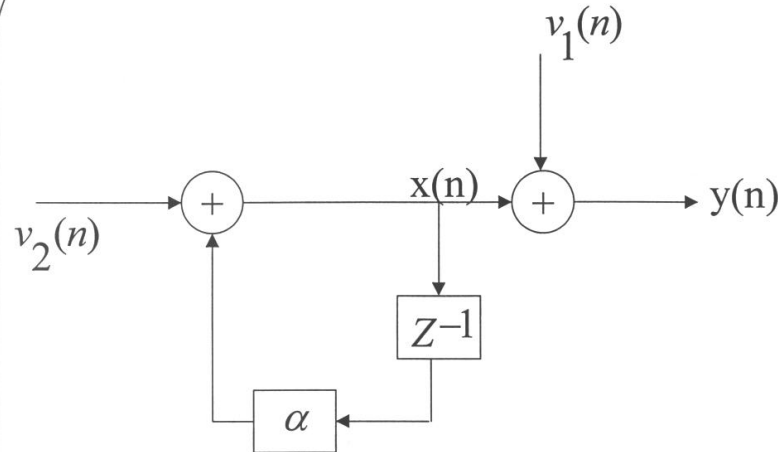 v₁(n)
+ x(n) + y(n)
v₂(n)
Z⁻¹
α